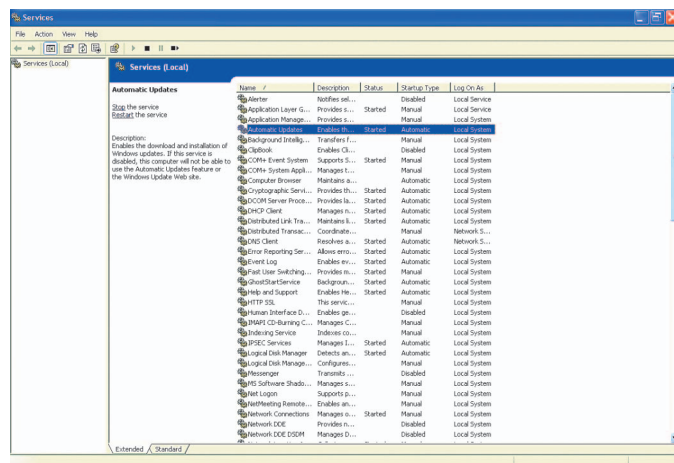 Services
File Action View Help
Services (Local)
Services (Local)
Automatic Updates
Stop the service
Restart the service
Description:
Enables the download and installation of
Windows updates. If this service is
disabled, this computer will not be able to
use the Automatic Updates feature or
the Windows Update Web site.
Name Description Status Startup Type Log On As
Alerter Notifies sel... Disabled Local Service
Application Layer G... Provides s... Started Manual Local Service
Application Manage... Provides s... Manual Local System
Automatic Updates Enables th... Started Automatic Local System
Background Intellig... Transfers f... Manual Local System
ClipBook Enables Cli... Disabled Local System
COM+ Event System Supports S... Started Manual Local System
COM+ System Appli... Manages t... Manual Local System
Computer Browser Maintains a... Automatic Local System
Cryptographic Servi... Provides th... Started Automatic Local System
DCOM Server Proce... Provides la... Started Automatic Local System
DHCP Client Manages n... Started Automatic Local System
Distributed Link Tra... Maintains li... Started Automatic Local System
Distributed Transac... Coordinate... Manual Network S...
DNS Client Resolves a... Started Automatic Network S...
Error Reporting Ser... Allows erro... Started Automatic Local System
Event Log Enables ev... Started Automatic Local System
Fast User Switching... Provides m... Started Manual Local System
GhostStartService Backgroun... Started Automatic Local System
Help and Support Enables He... Started Automatic Local System
HTTP SSL This servic... Manual Local System
Human Interface D... Enables ge... Disabled Local System
IMAPI CD-Burning C... Manages C... Manual Local System
Indexing Service Indexes co... Manual Local System
IPSEC Services Manages I... Started Automatic Local System
Logical Disk Manager Detects an... Started Automatic Local System
Logical Disk Manage... Configures... Manual Local System
Messenger Transmits ... Disabled Local System
MS Software Shado... Manages s... Manual Local System
Net Logon Supports p... Manual Local System
NetMeeting Remote... Enables an... Manual Local System
Network Connections Manages o... Started Manual Local System
Network DDE Provides n... Disabled Local System
Network DDE DSDM Manages D... Disabled Local System
Extended Standard